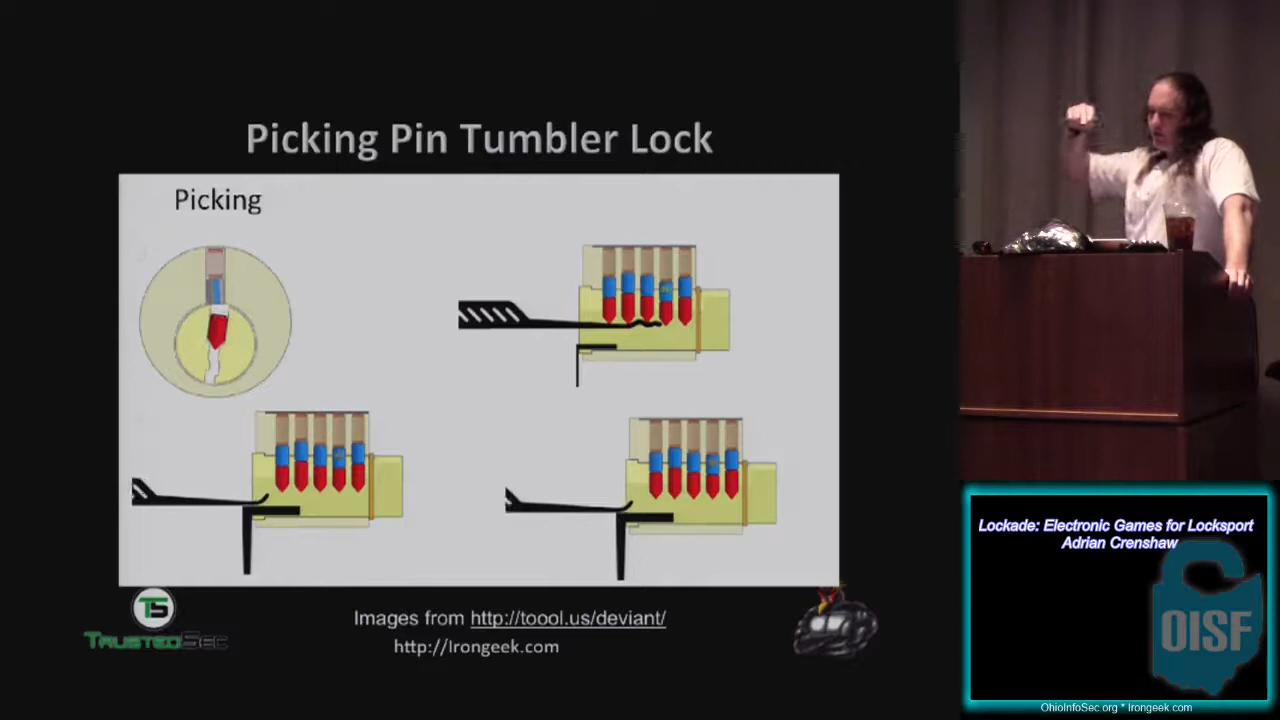 Picking Pin Tumbler Lock
Picking
Images from http://toool.us/deviant/
http://Irongeek.com
TS
TRUSTEDSEC
Lockade: Electronic Games for Locksport
Adrian Crenshaw
OISF
OhioInfoSec.org * Irongeek.com